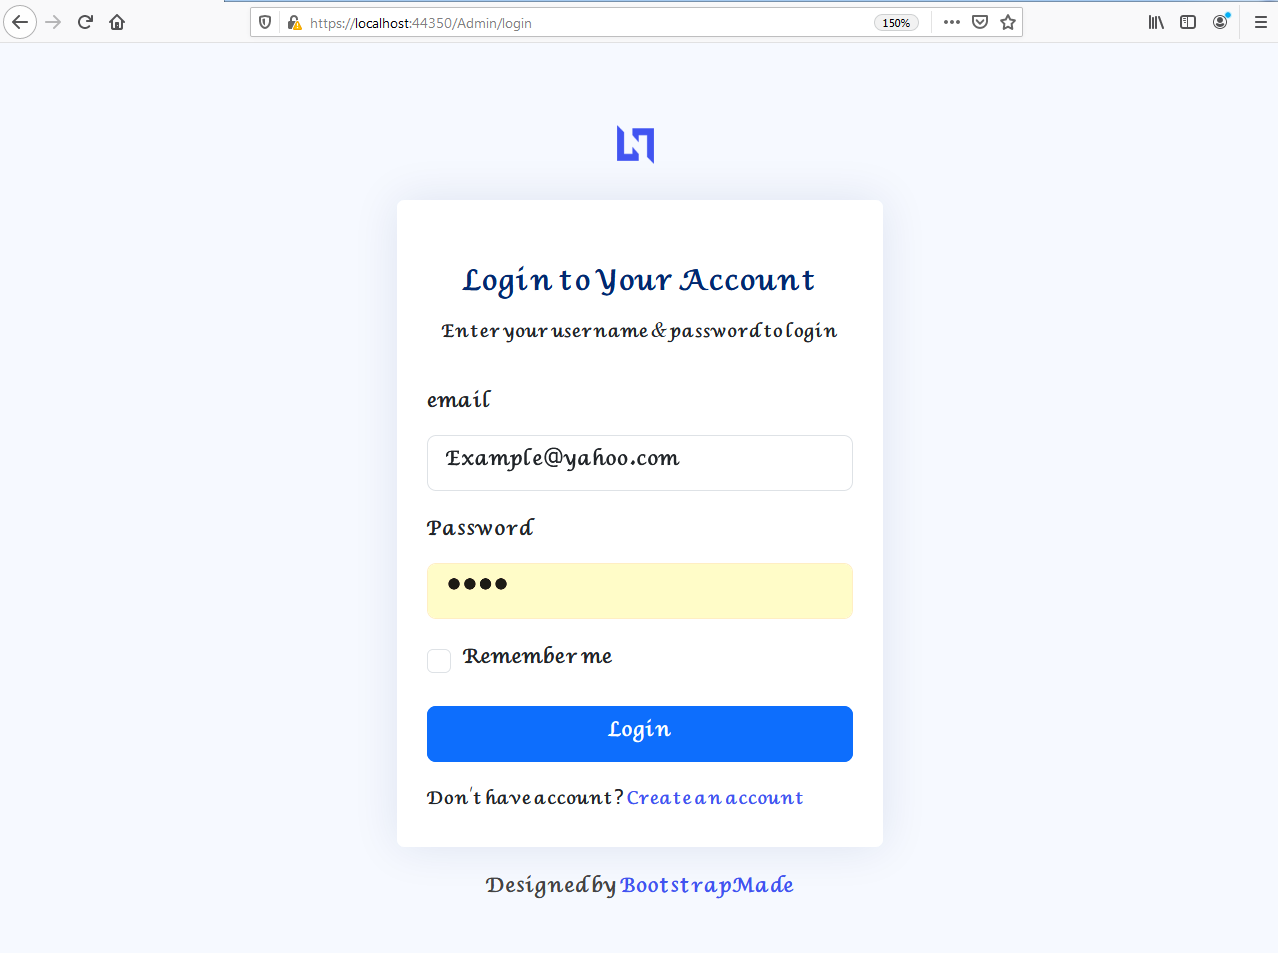 https://localhost:44350/Admin/login
150%
Login to Your Account
Enter your username & password to login
email
Example@yahoo.com
Password
Remember me
Login
Don't have account? Create an account
Designed by BootstrapMade